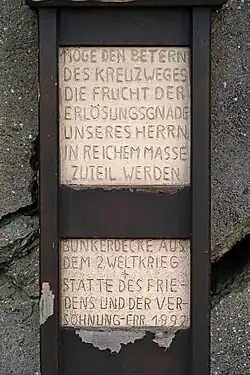 MÖGE DEN BETERN
DES KREUZWEGES
DIE FRUCHT DER
ERLÖSUNGSGNADE
UNSERES HERRN
IN REICHEM MASSE
ZUTEIL WERDEN
BUNKERDECKE AUS
DEM 2. WELTKRIEG
+
STÄTTE DES FRIE-
DENS UND DER VER-
SÖHNUNG-FRR. 1992